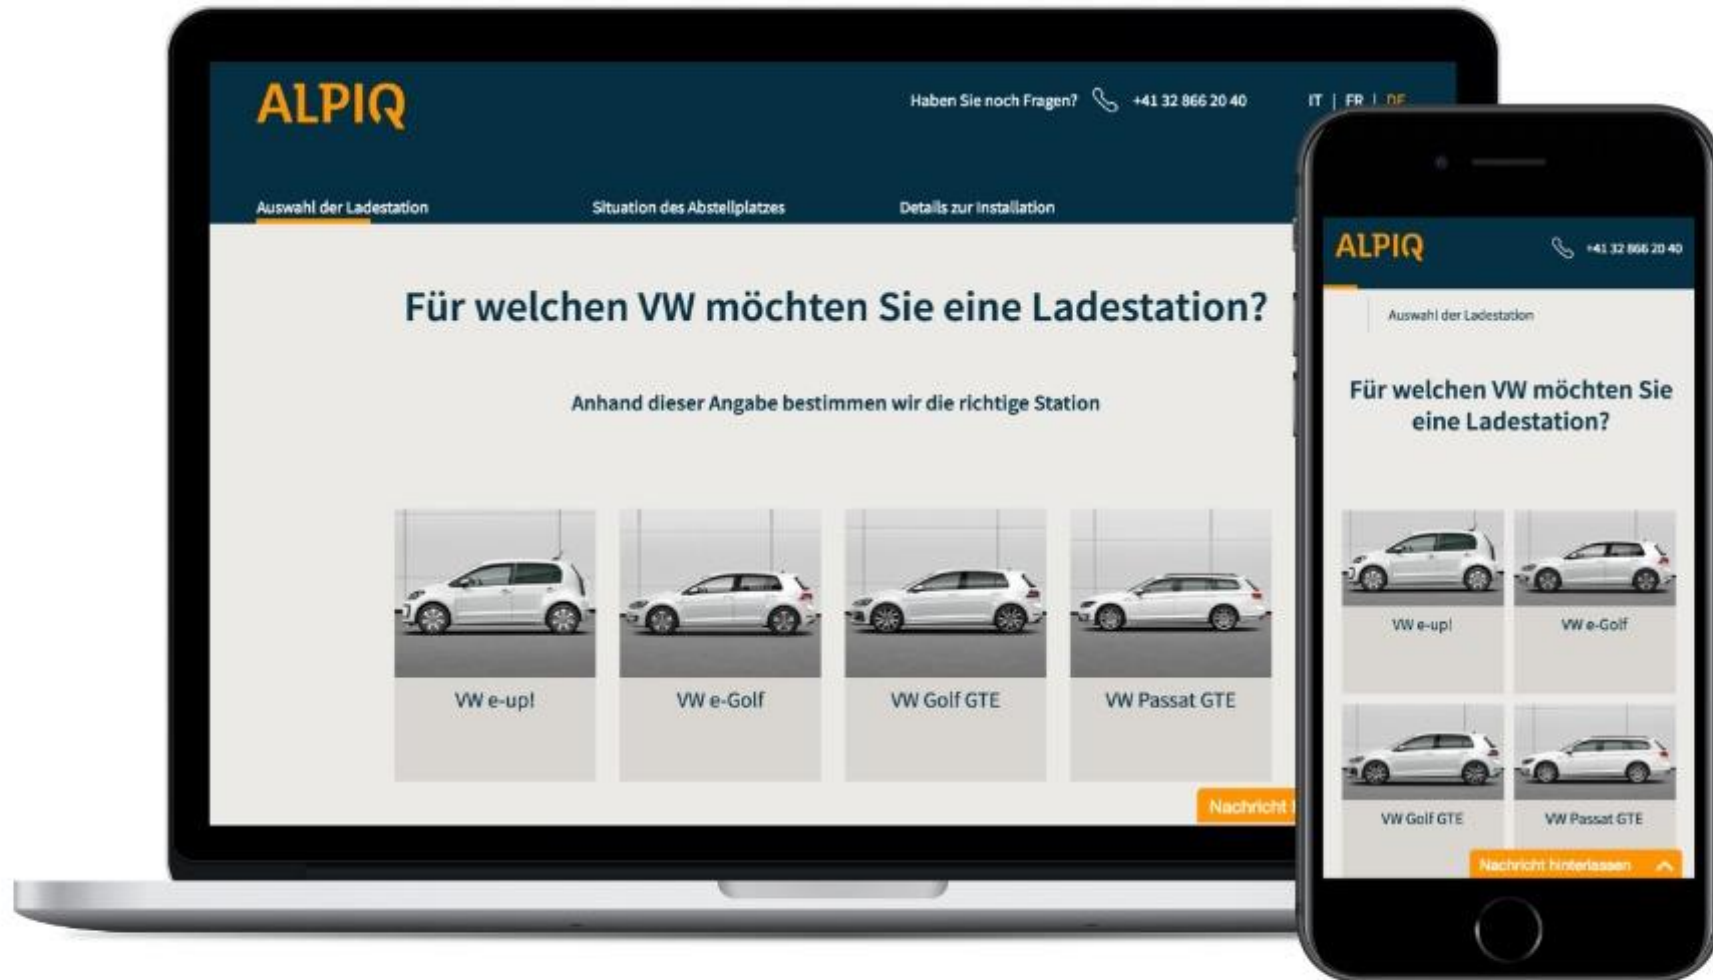 ALPIQ
Haben Sie noch Fragen? +41 32 866 20 40 IT | FR | DE
Auswahl der Ladestation Situation des Abstellplatzes Details zur Installation
Für welchen VW möchten Sie eine Ladestation?
Anhand dieser Angabe bestimmen wir die richtige Station
VW e-up! VW e-Golf VW Golf GTE VW Passat GTE
Nachricht
ALPIQ +41 32 866 20 40
Auswahl der Ladestation
Für welchen VW möchten Sie
eine Ladestation?
VW e-up! VW e-Golf
VW Golf GTE VW Passat GTE
Nachricht hinterlassen